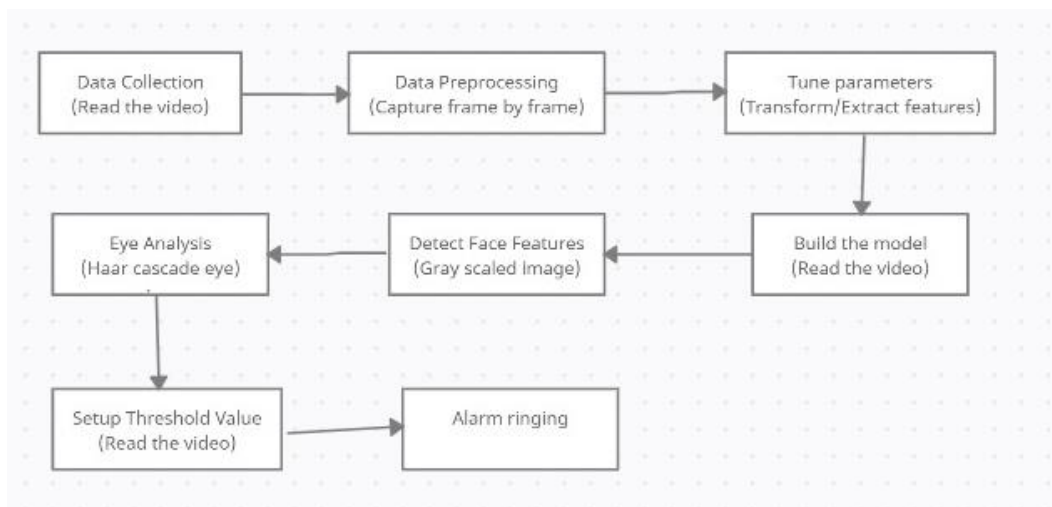 Data Collection
(Read the video)
Data Preprocessing
(Capture frame by frame)
Tune parameters
(Transform/Extract features)
Build the model
(Read the video)
Detect Face Features
(Gray scaled Image)
Eye Analysis
(Haar cascade eye)
Setup Threshold Value
(Read the video)
Alarm ringing